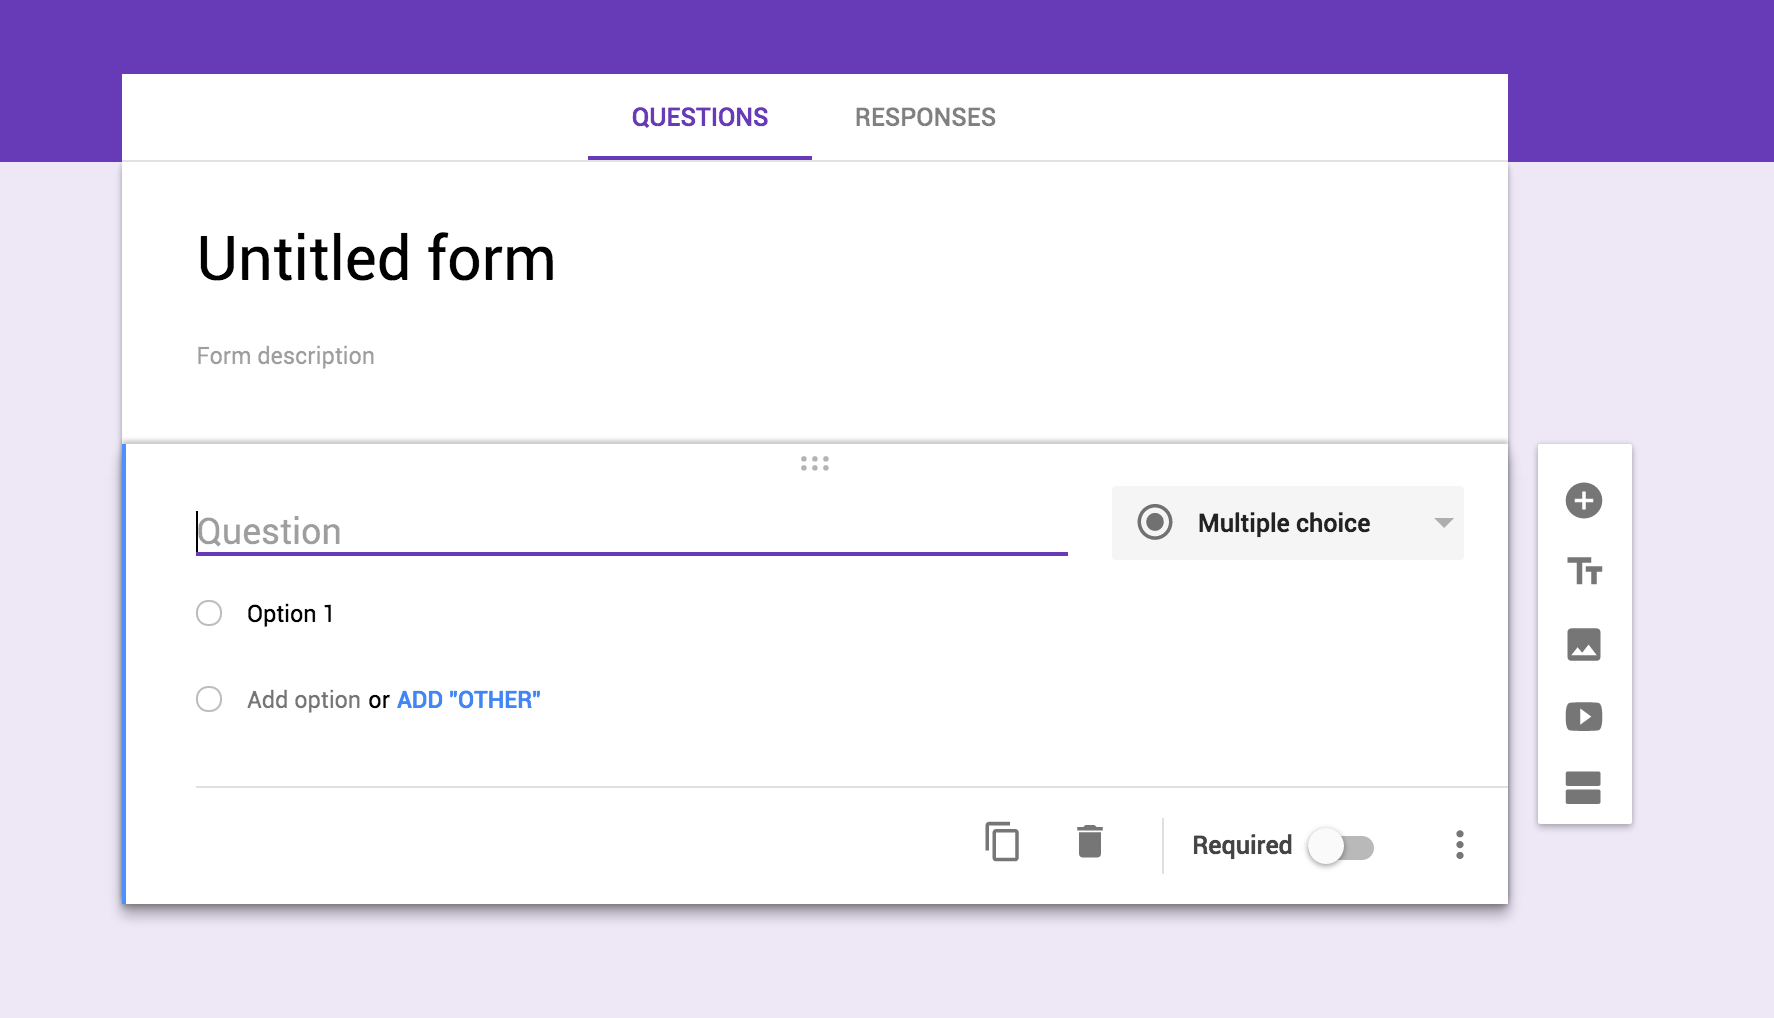 QUESTIONS RESPONSES
Untitled form
Form description
Question
Multiple choice
Option 1
Add option or ADD "OTHER"
Required